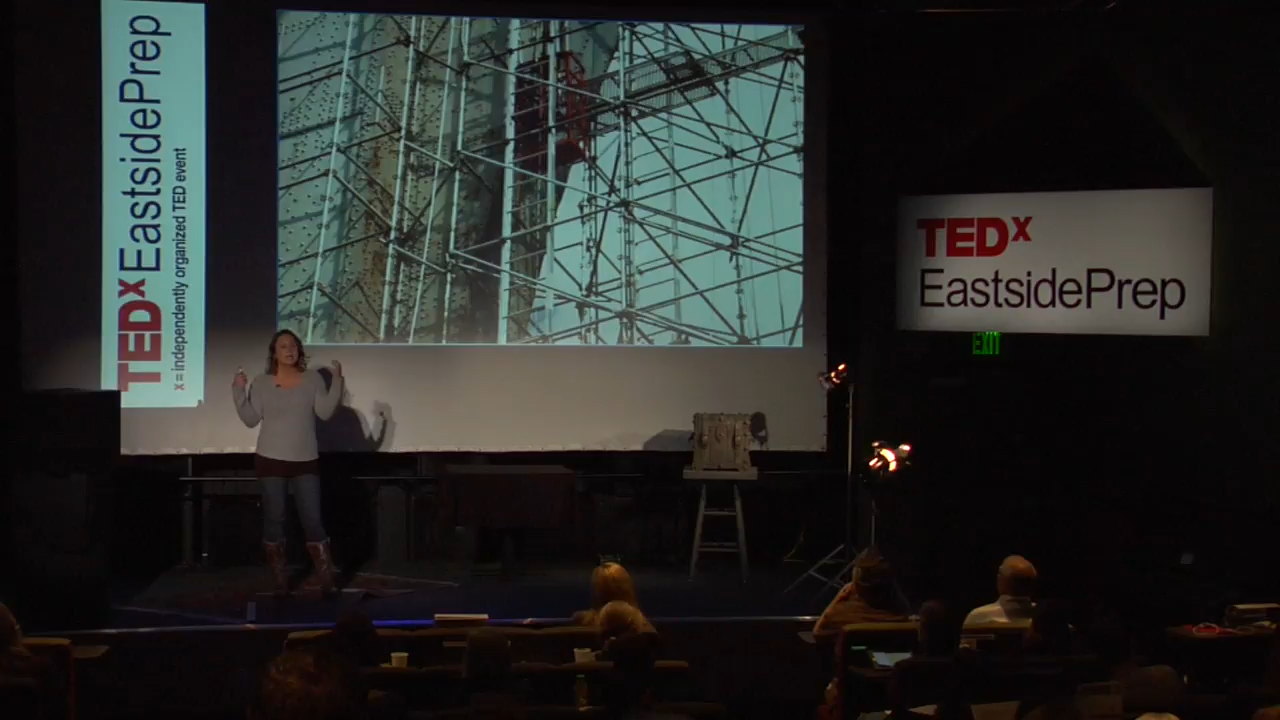 TEDx EastsidePrep
x = independently organized TED event
TEDx
EastsidePrep
EXIT